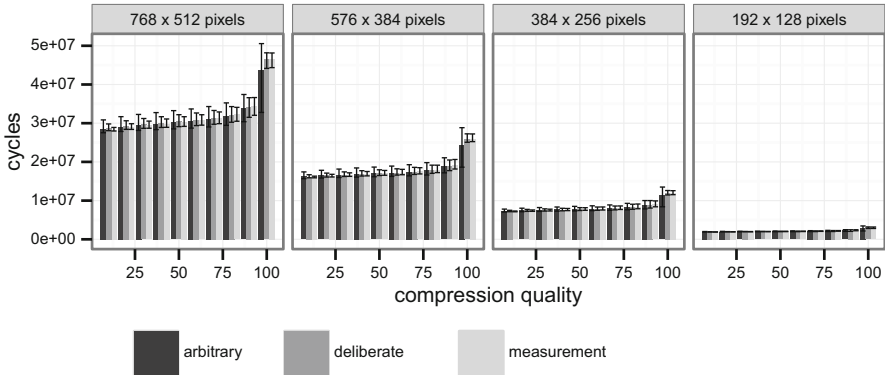 768 x 512 pixels
576 x 384 pixels
384 x 256 pixels
192 x 128 pixels
5e+07
4e+07
3e+07
2e+07
1e+07
0e+00
cycles
25 50 75 100
25 50 75 100
25 50 75 100
25 50 75 100
compression quality
arbitrary
deliberate
measurement